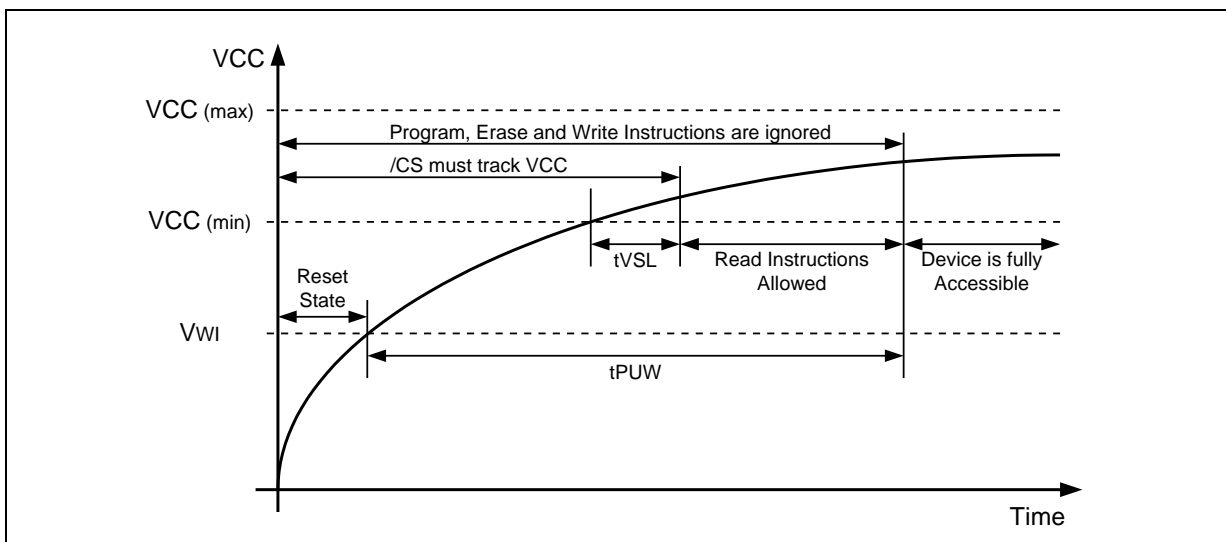 VCC
VCC (max)
Program, Erase and Write Instructions are ignored
/CS must track VCC
VCC (min)
tVSL
Read Instructions
Allowed
Device is fully
Accessible
Reset
State
VWI
tPUW
Time